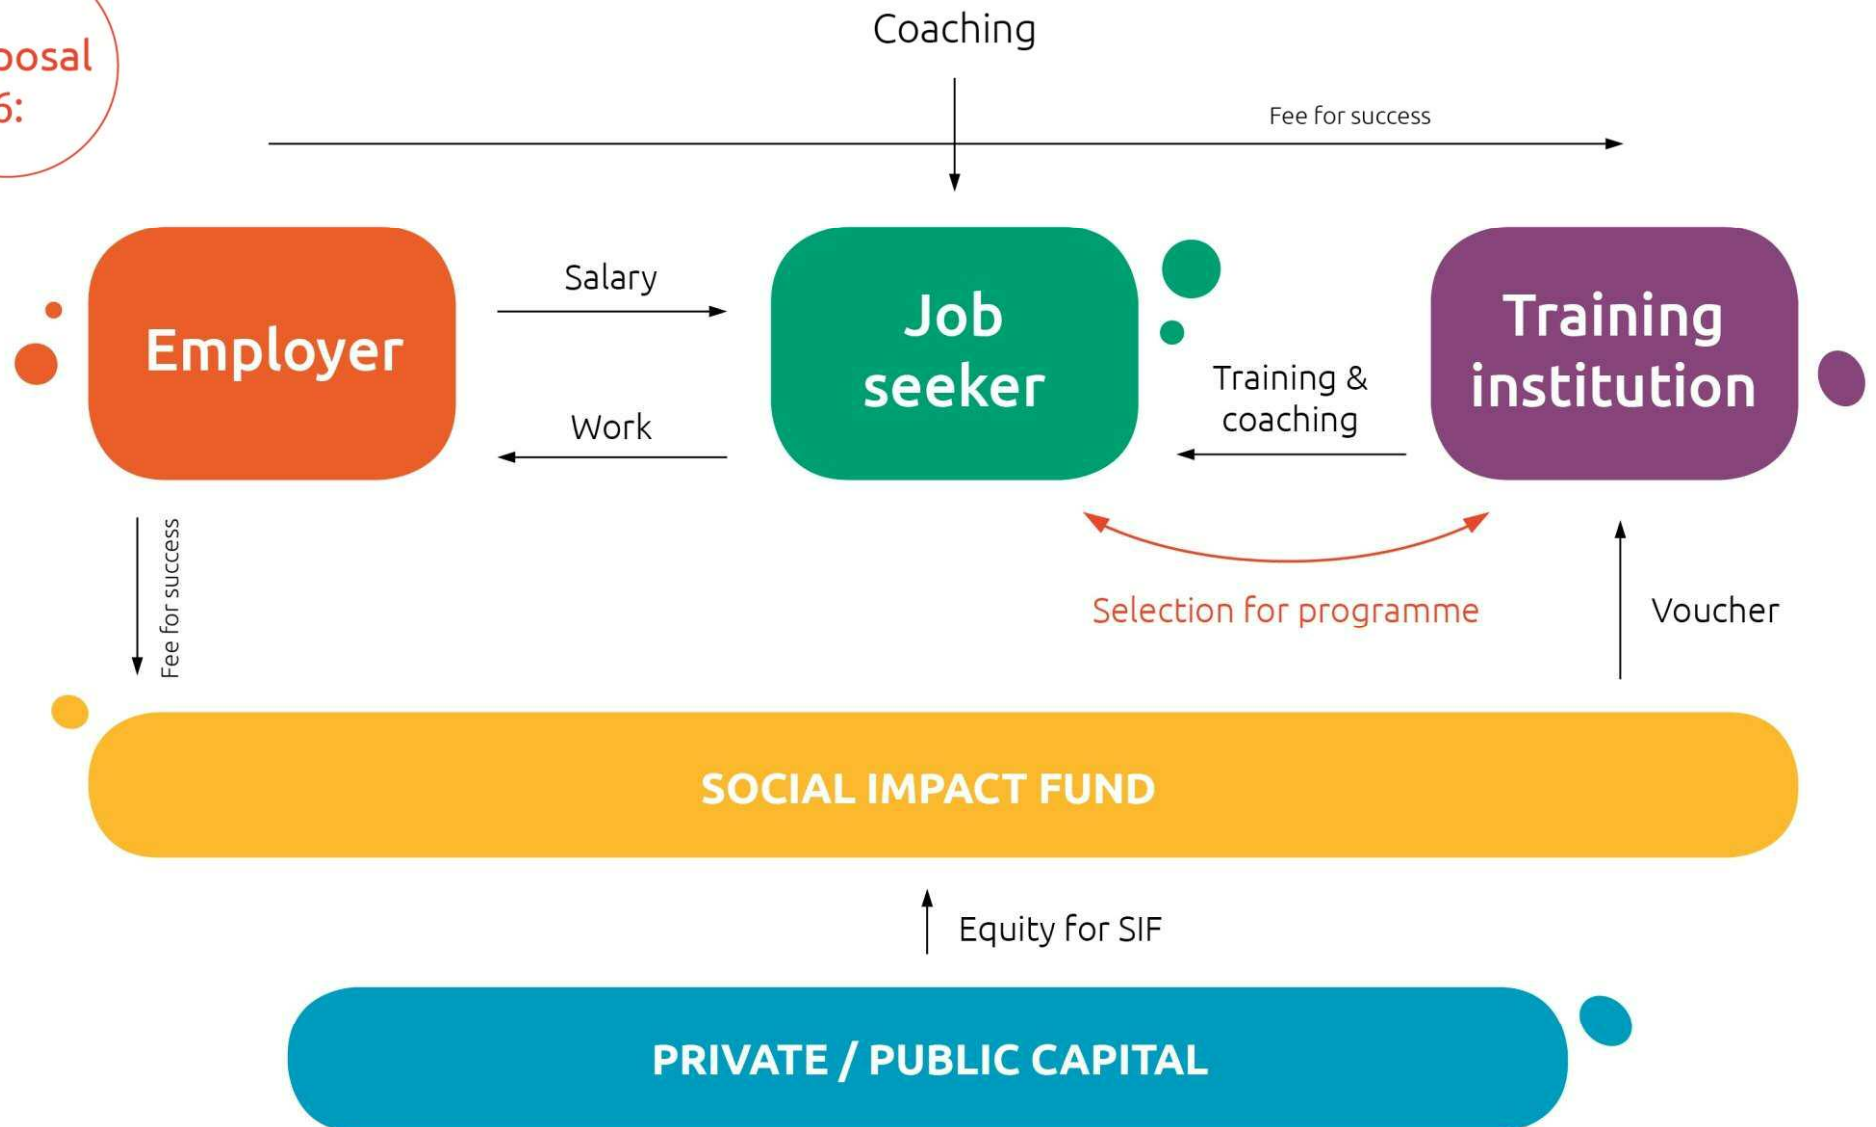 Coaching
posal
6:
Fee for success
Employer
Salary
Work
Job
seeker
Training &
coaching
Training
institution
Fee for success
Selection for programme
Voucher
SOCIAL IMPACT FUND
Equity for SIF
PRIVATE / PUBLIC CAPITAL